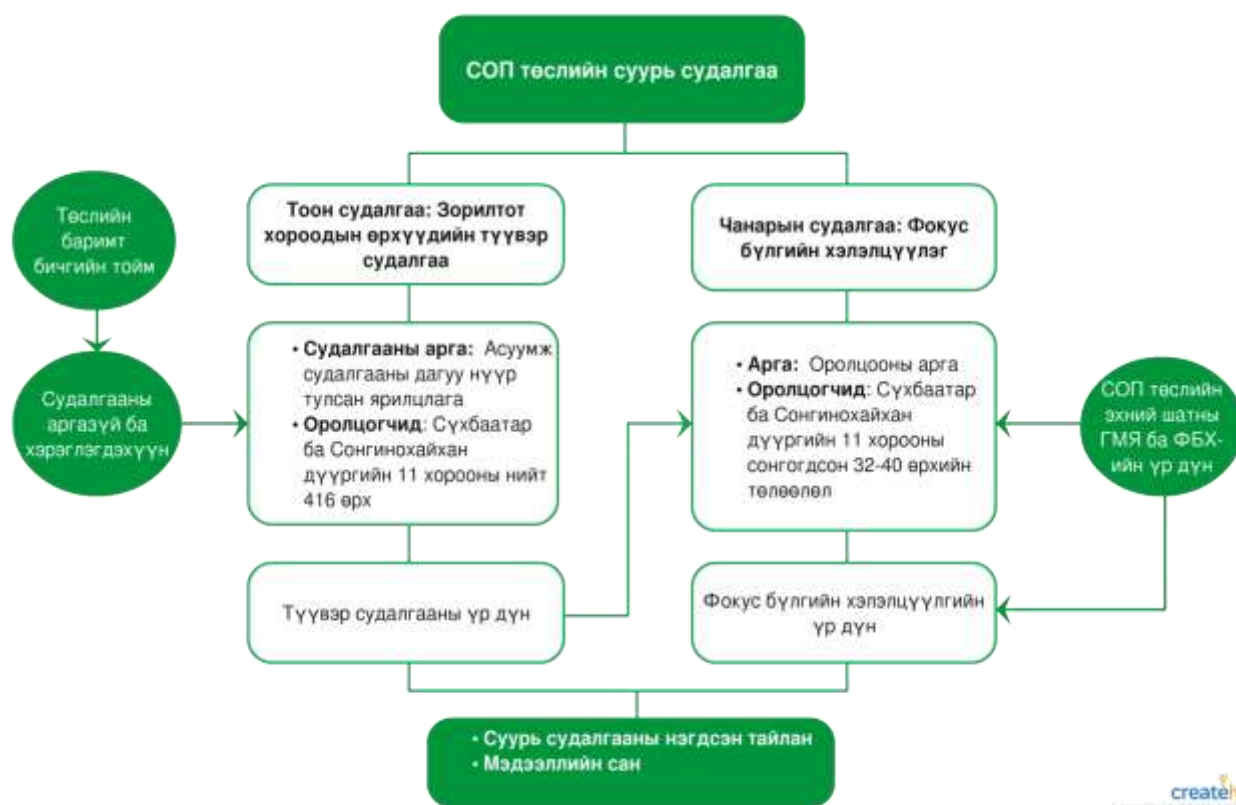 СОП төслийн суурь судалгаа
Төслийн
баримт
бичгийн тойм
Судалгааны
аргазүй ба
хэрэглэгдэхүүн
Тоон судалгаа: Зорилтот
хороодын өрхүүдийн түүвэр
судалгаа
• Судалгааны арга: Асуумж
судалгааны дагуу нүүр
тулсан ярилцлага
• Оролцогчид: Сүхбаатар
ба Сонгинохайхан
дүүргийн 11 хорооны нийт
416 өрх
Түүвэр судалгааны үр дүн
Чанарын судалгаа: Фокус
бүлгийн хэлэлцүүлэг
• Арга: Оролцооны арга
• Оролцогчид: Сүхбаатар
ба Сонгинохайхан
дүүргийн 11 хорооны
сонгогдсон 32-40 өрхийн
төлөөлөл
Фокус бүлгийн хэлэлцүүлгийн
үр дүн
СОП төслийн
эхний шатны
ГМЯ ба ФБХ-
ийн үр дүн
• Суурь судалгааны нэгдсэн тайлан
• Мэдээллийн сан